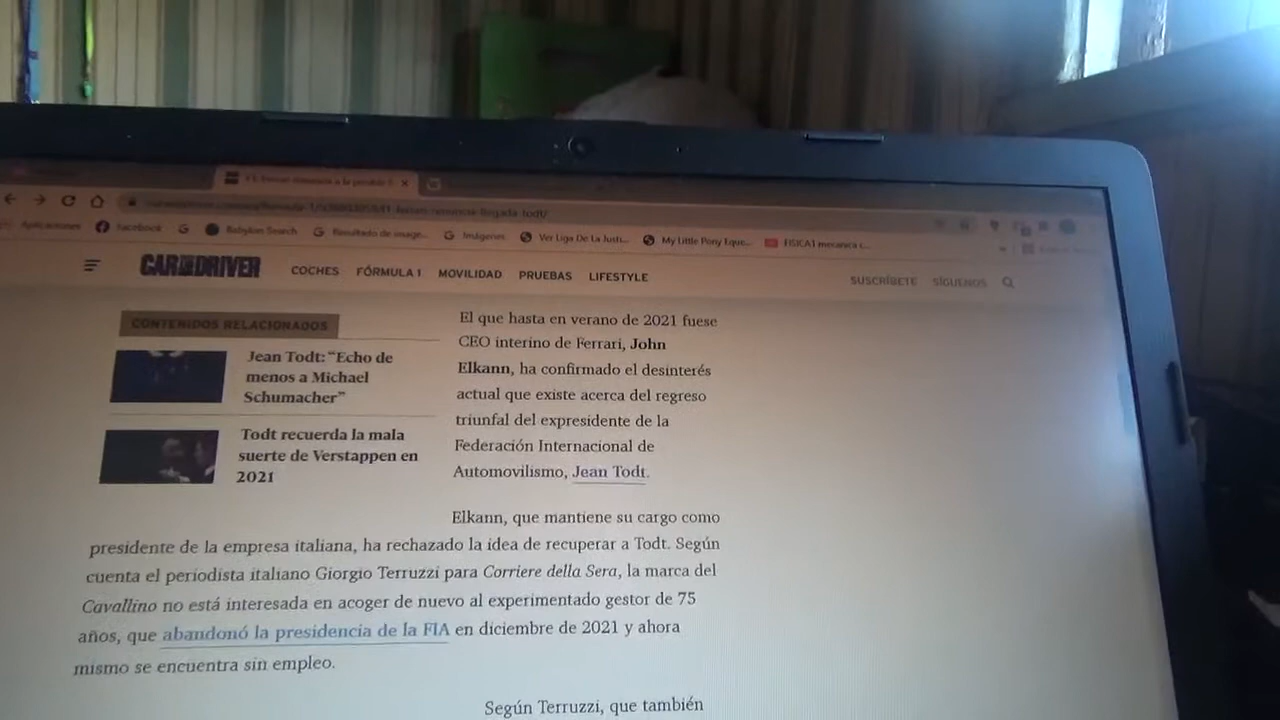 Facebook
Babylon Search
Resultado de image...
Imágenes
Ver Liga De La Justi...
My Little Pony Eque...
FISICA1 mecanica c...
CAR AND DRIVER
COCHES
FÓRMULA 1
MOVILIDAD
PRUEBAS
LIFESTYLE
SUSCRÍBETE
SÍGUENOS
CONTENIDOS RELACIONADOS
Jean Todt: “Echo de
menos a Michael
Schumacher”
Todt recuerda la mala
suerte de Verstappen en
2021
El que hasta en verano de 2021 fuese
CEO interino de Ferrari, John
Elkann, ha confirmado el desinterés
actual que existe acerca del regreso
triunfal del expresidente de la
Federación Internacional de
Automovilismo, Jean Todt.
Elkann, que mantiene su cargo como
presidente de la empresa italiana, ha rechazado la idea de recuperar a Todt. Según
cuenta el periodista italiano Giorgio Terruzzi para Corriere della Sera, la marca del
Cavallino no está interesada en acoger de nuevo al experimentado gestor de 75
años, que abandonó la presidencia de la FIA en diciembre de 2021 y ahora
mismo se encuentra sin empleo.
Según Terruzzi, que también